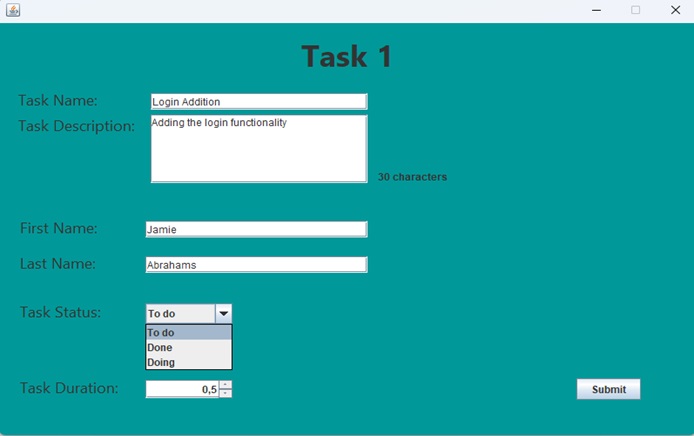 Task 1
Task Name:
Login Addition
Task Description:
Adding the login functionality
30 characters
First Name:
Jamie
Last Name:
Abrahams
Task Status:
To do
To do
Done
Doing
Task Duration:
0,5
Submit